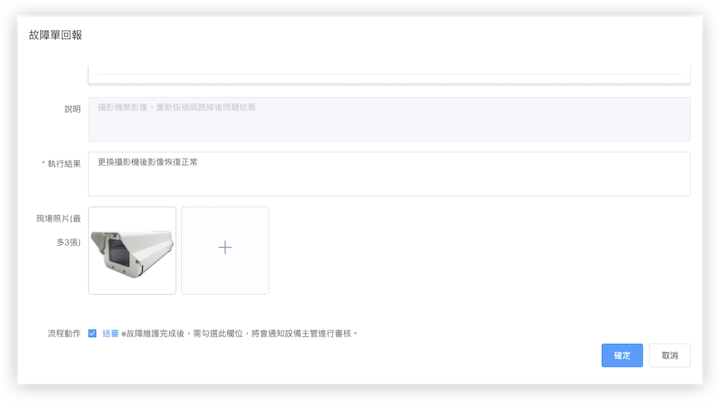 故障單回報
說明
攝影機無影像，重新拔插網路線後問題依舊
* 執行結果
更換攝影機後影像恢復正常
現場照片(最
多3張)
流程動作
送審 ※故障維護完成後，需勾選此欄位，將會通知設備主管進行審核。
確定
取消